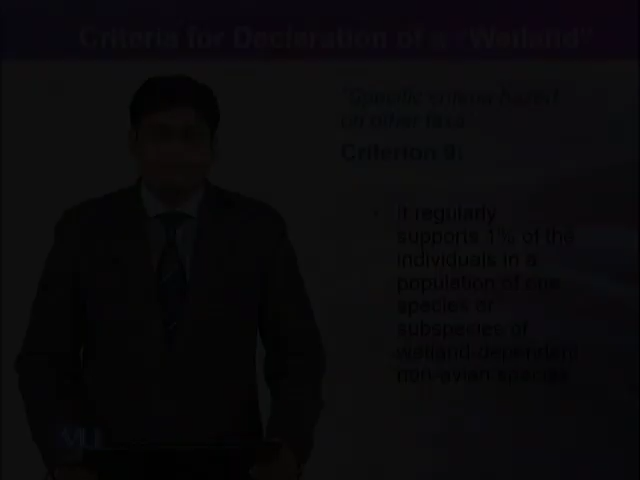 Criteria for Declaration of a "Wetland"
"Specific criteria based
on other taxa"
Criterion 9:
It regularly
supports 1% of the
individuals in a
population of one
species or
subspecies of
wetland-dependent
non-avian species
VU